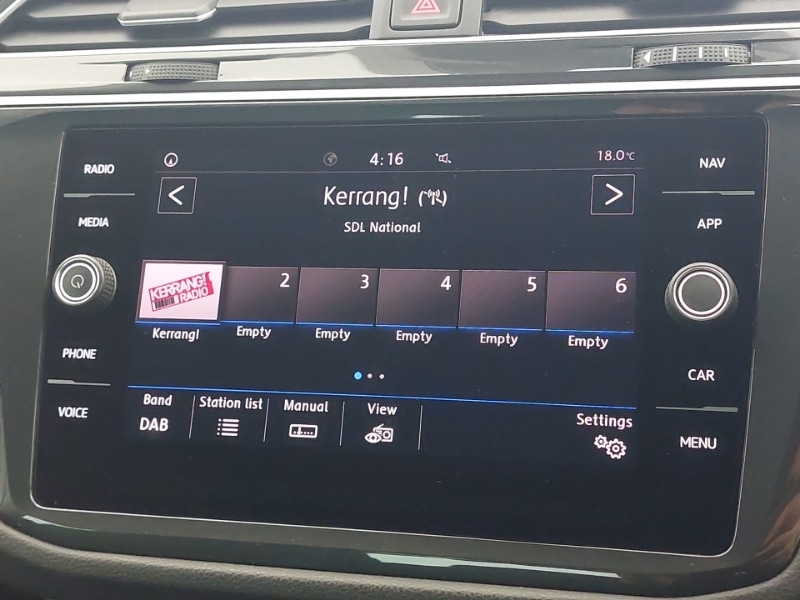 RADIO
MEDIA
PHONE
VOICE
4:16
18.0°C
<
Kerrang!
>
SDL National
KERRANG!
RADIO
2
3
4
5
6
Kerrang!
Empty
Empty
Empty
Empty
Empty
Band
DAB
Station list
Manual
View
Settings
NAV
APP
CAR
MENU